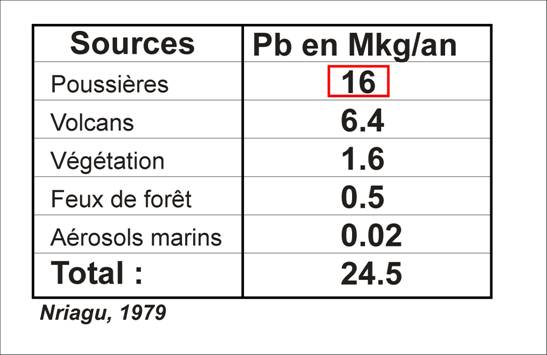 Sources Pb en Mkg/an
Poussières 16
Volcans 6.4
Végétation 1.6
Feux de forêt 0.5
Aérosols marins 0.02
Total : 24.5
Nriagu, 1979